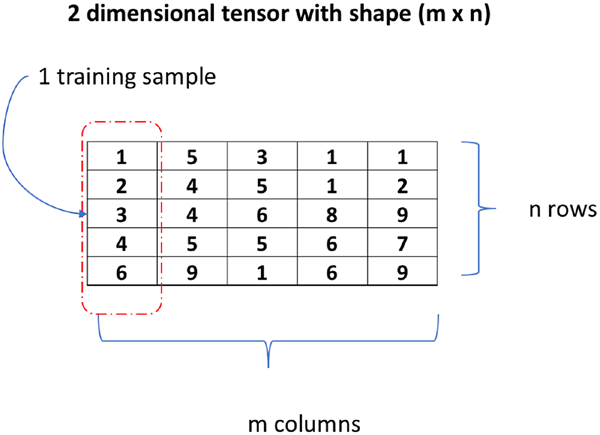 2 dimensional tensor with shape (m x n)
1 training sample
1 5 3 1 1
2 4 5 1 2
3 4 6 8 9
n rows
4 5 5 6 7
6 9 1 6 9
m columns